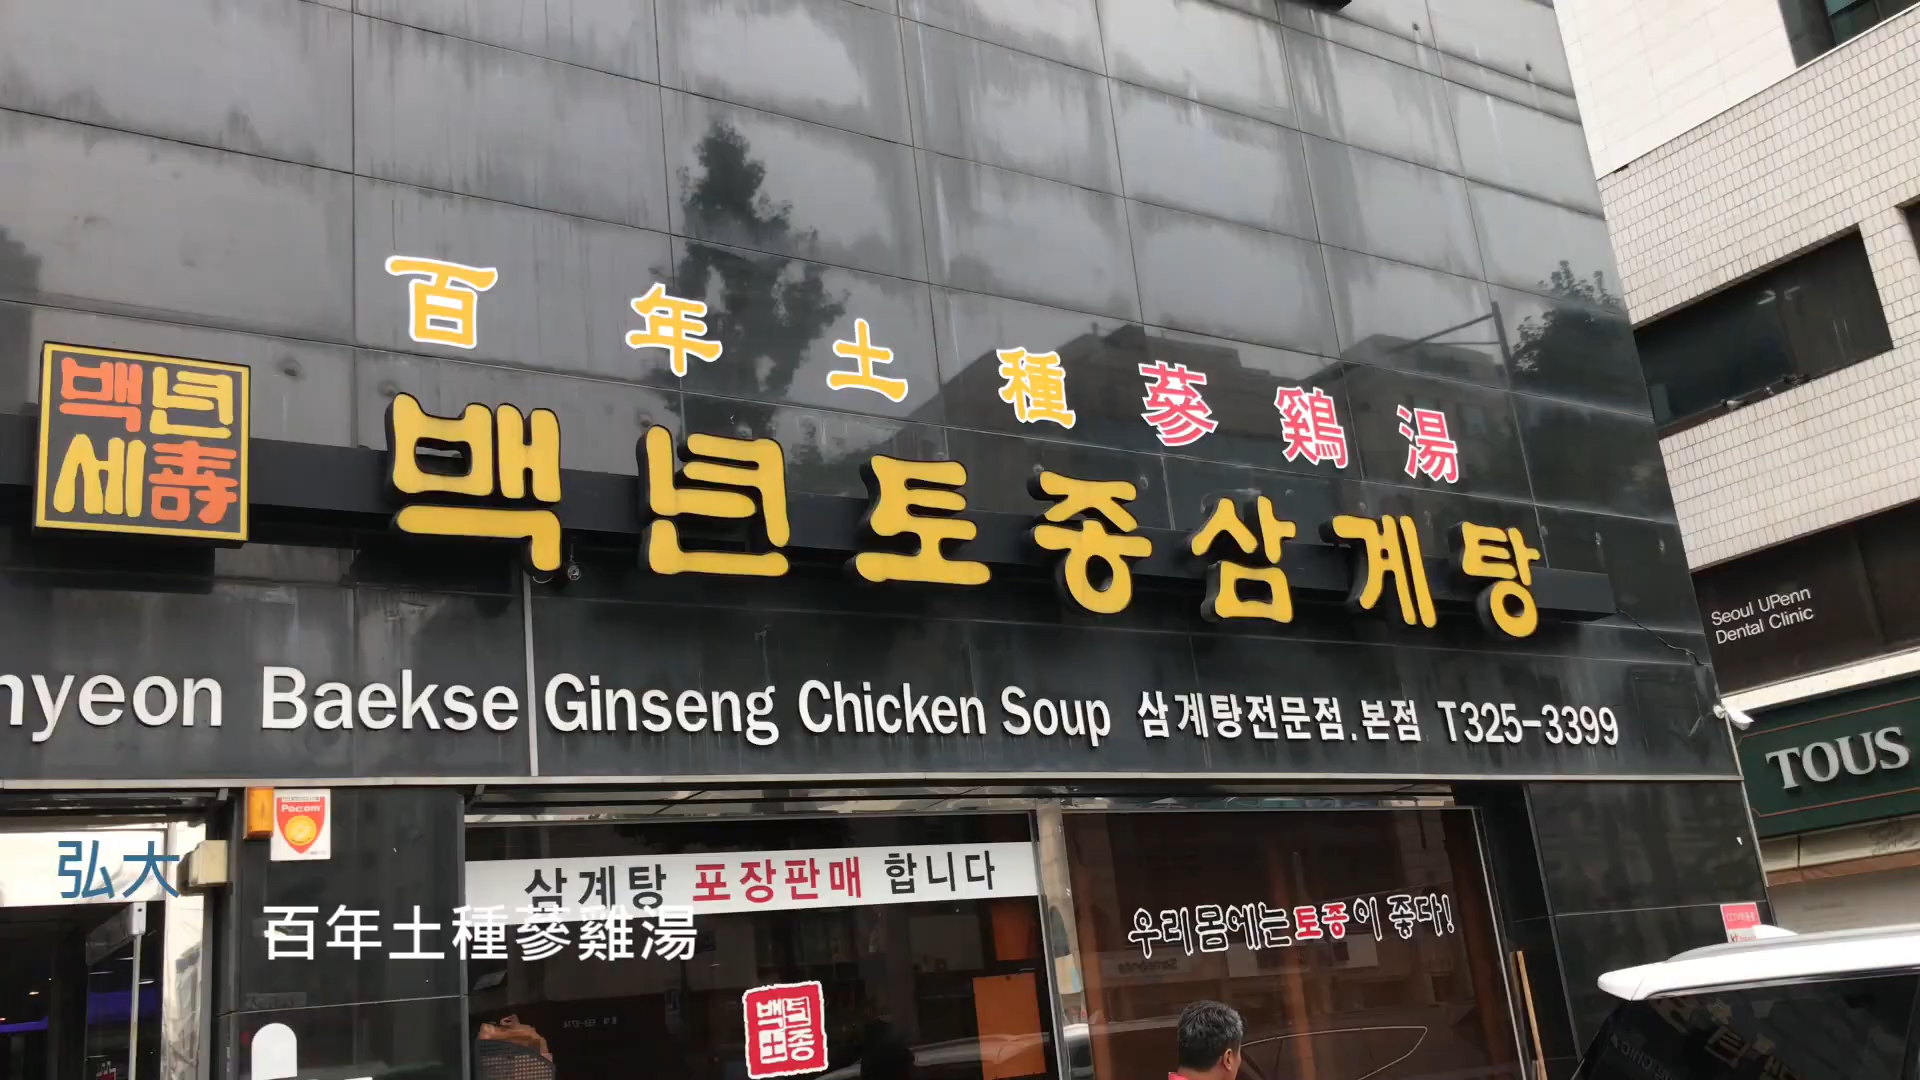 百年土種蔘鷄湯
백년
세壽
백년토종삼계탕
nyeon Baekse Ginseng Chicken Soup 삼계탕전문점.본점 T325-3399
Seoul UPenn
Dental Clinic
TOUS
Pocom
弘大
百年土種蔘雞湯
삼계탕 포장판매 합니다
우리몸에는토종이 좋다!
백년
토종